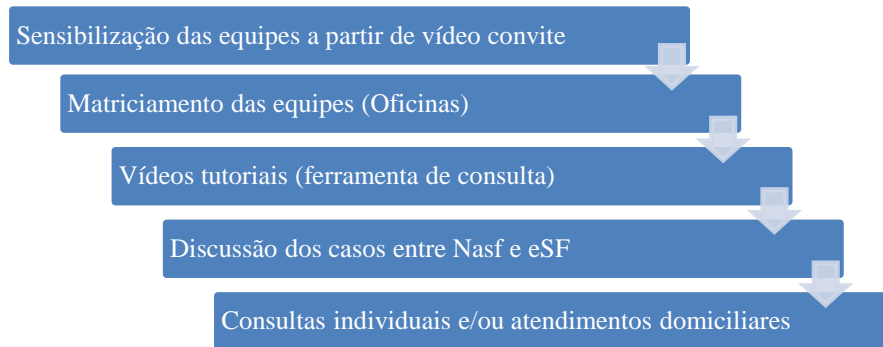 Sensibilização das equipes a partir de vídeo convite
Matriciamento das equipes (Oficinas)
Vídeos tutoriais (ferramenta de consulta)
Discussão dos casos entre Nasf e eSF
Consultas individuais e/ou atendimentos domiciliares